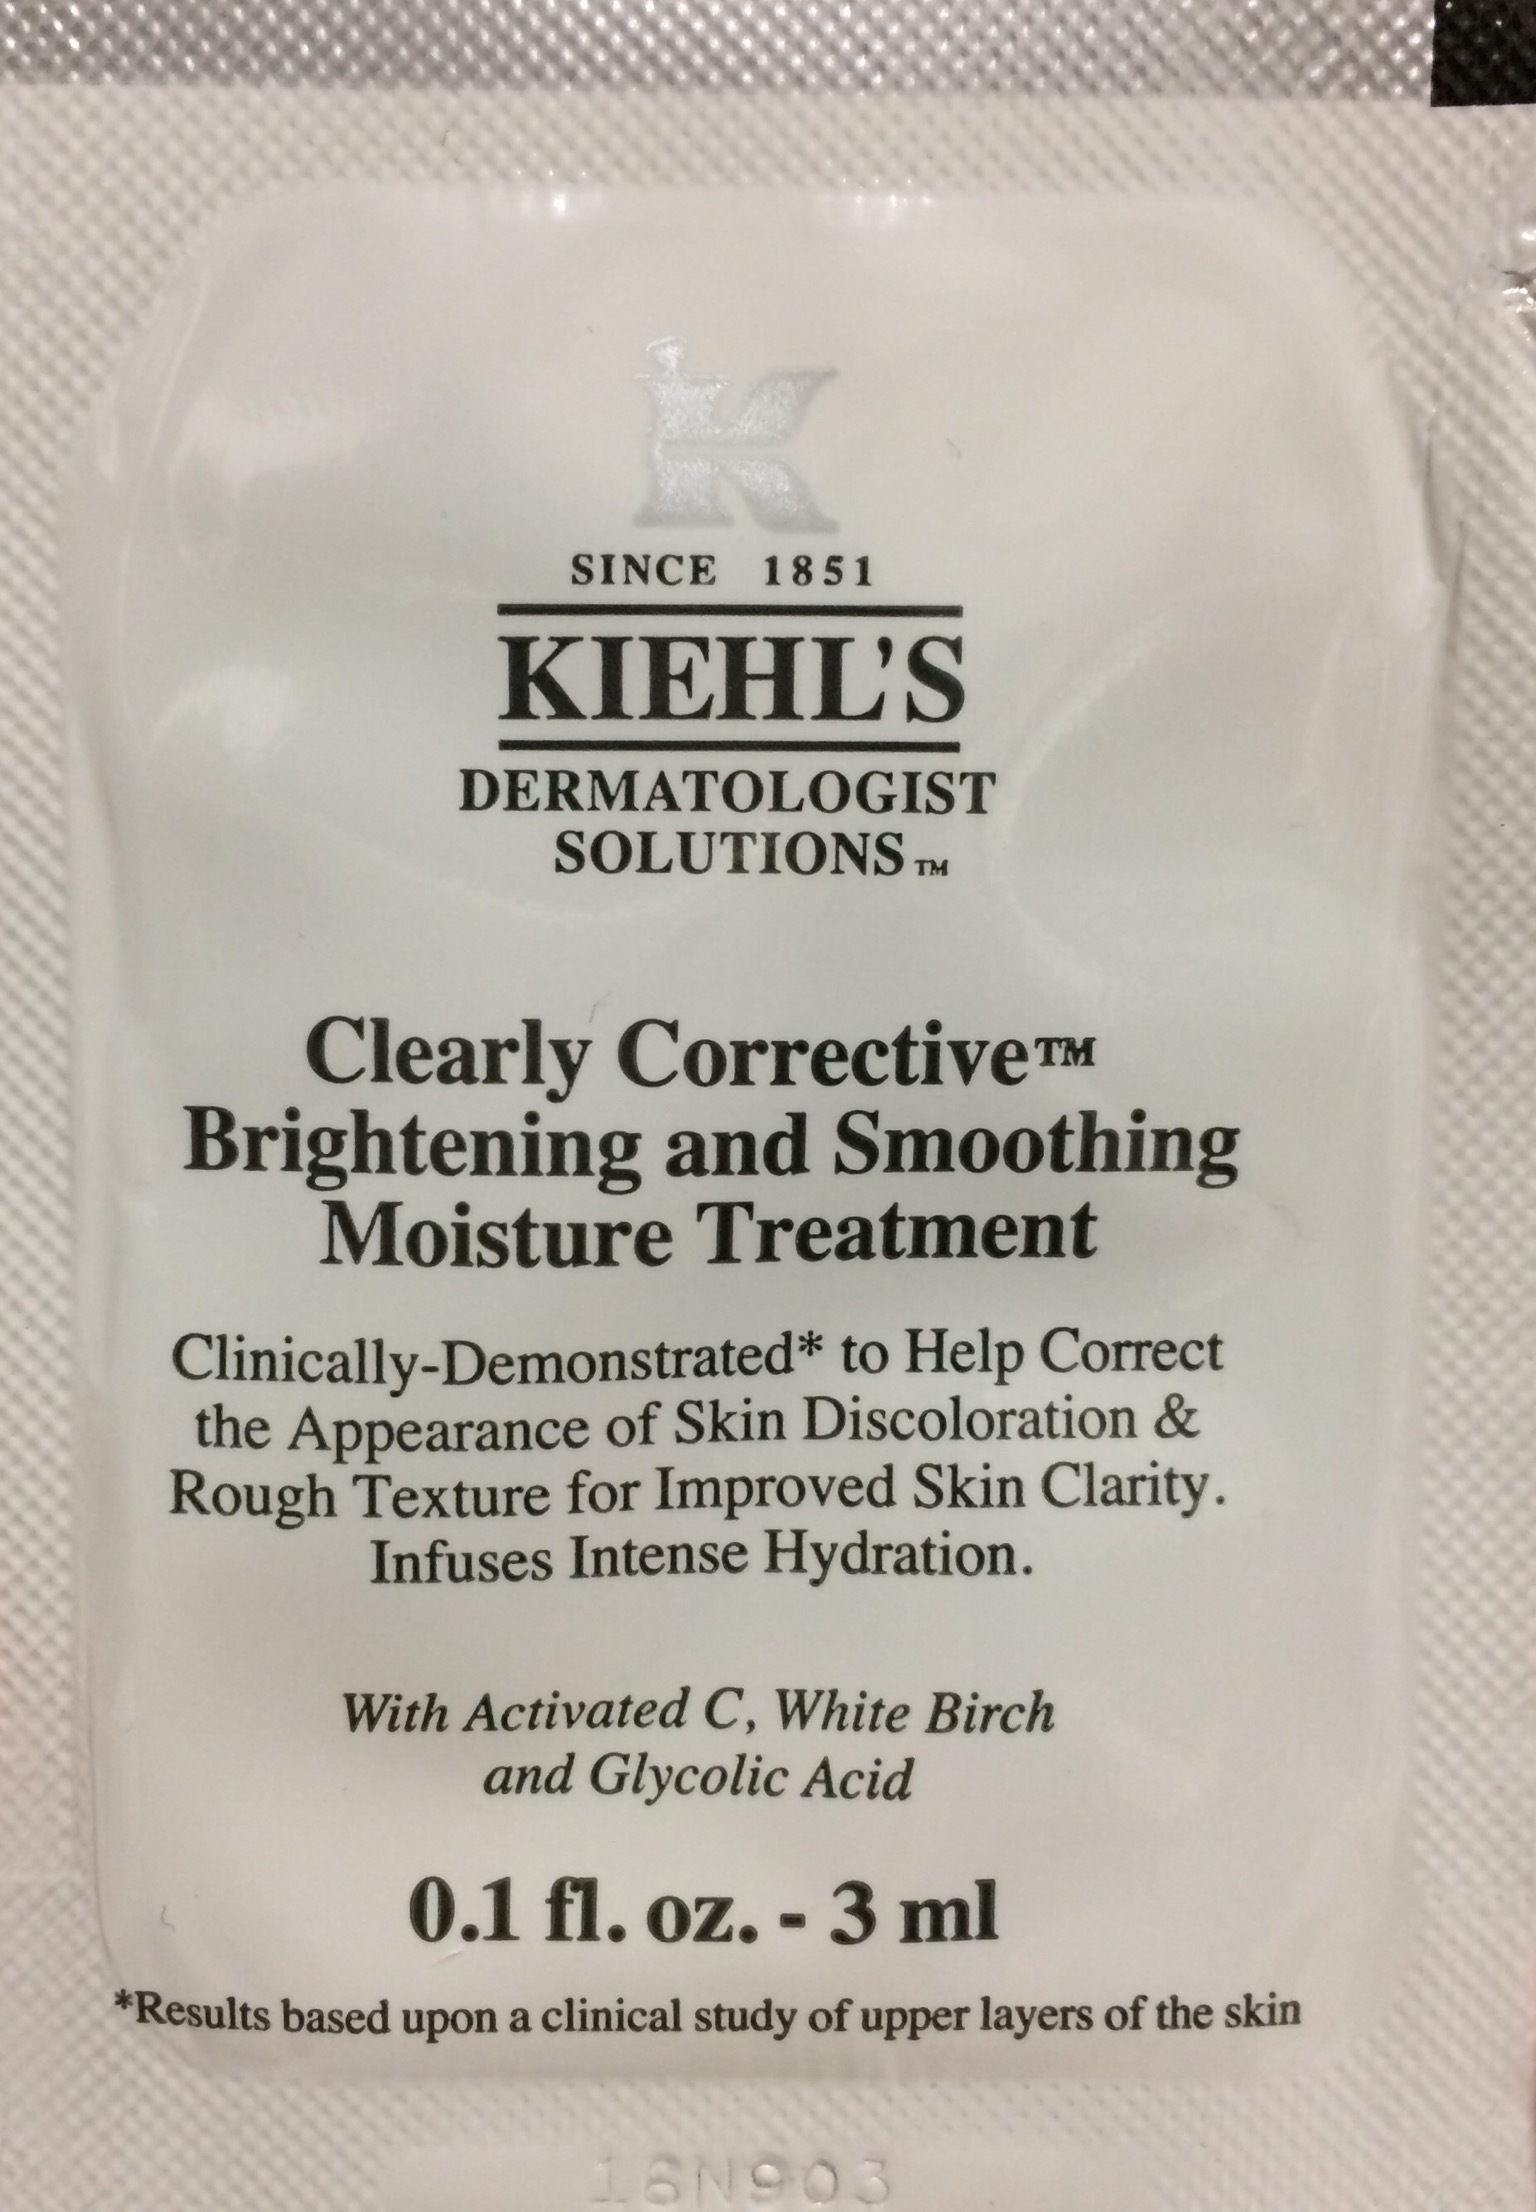 K
SINCE 1851
KIEHL'S
DERMATOLOGIST
SOLUTIONS™
Clearly Corrective™
Brightening and Smoothing
Moisture Treatment
Clinically-Demonstrated* to Help Correct
the Appearance of Skin Discoloration &
Rough Texture for Improved Skin Clarity.
Infuses Intense Hydration.
With Activated C, White Birch
and Glycolic Acid
0.1 fl. oz. - 3 ml
*Results based upon a clinical study of upper layers of the skin
16N903